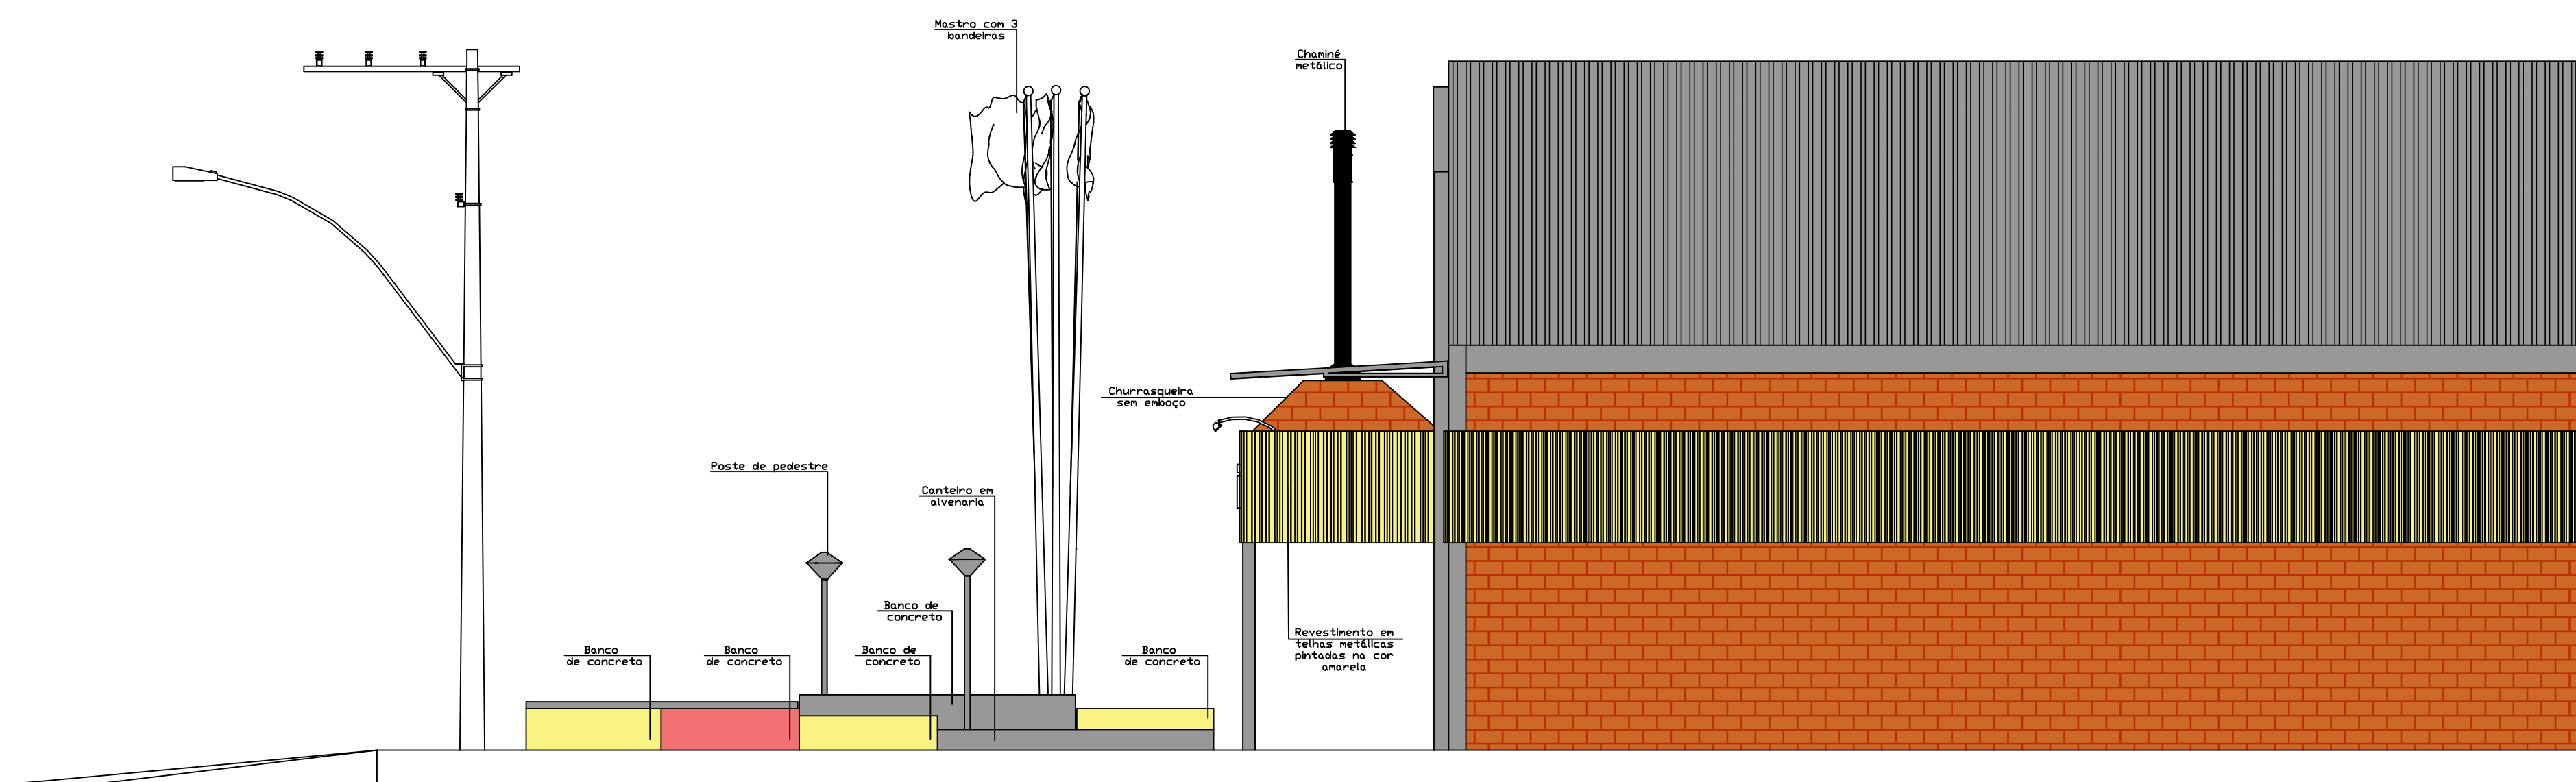 Mastro com 3
bandeiras
Chaminé
metálico
Churrasqueira
sem emboço
Poste de pedestre
Canteiro em
alvenaria
Banco de
concreto
Banco
de concreto
Banco
de concreto
Banco de
concreto
Banco
de concreto
Revestimento em
telhas metálicas
pintadas na cor
amarela